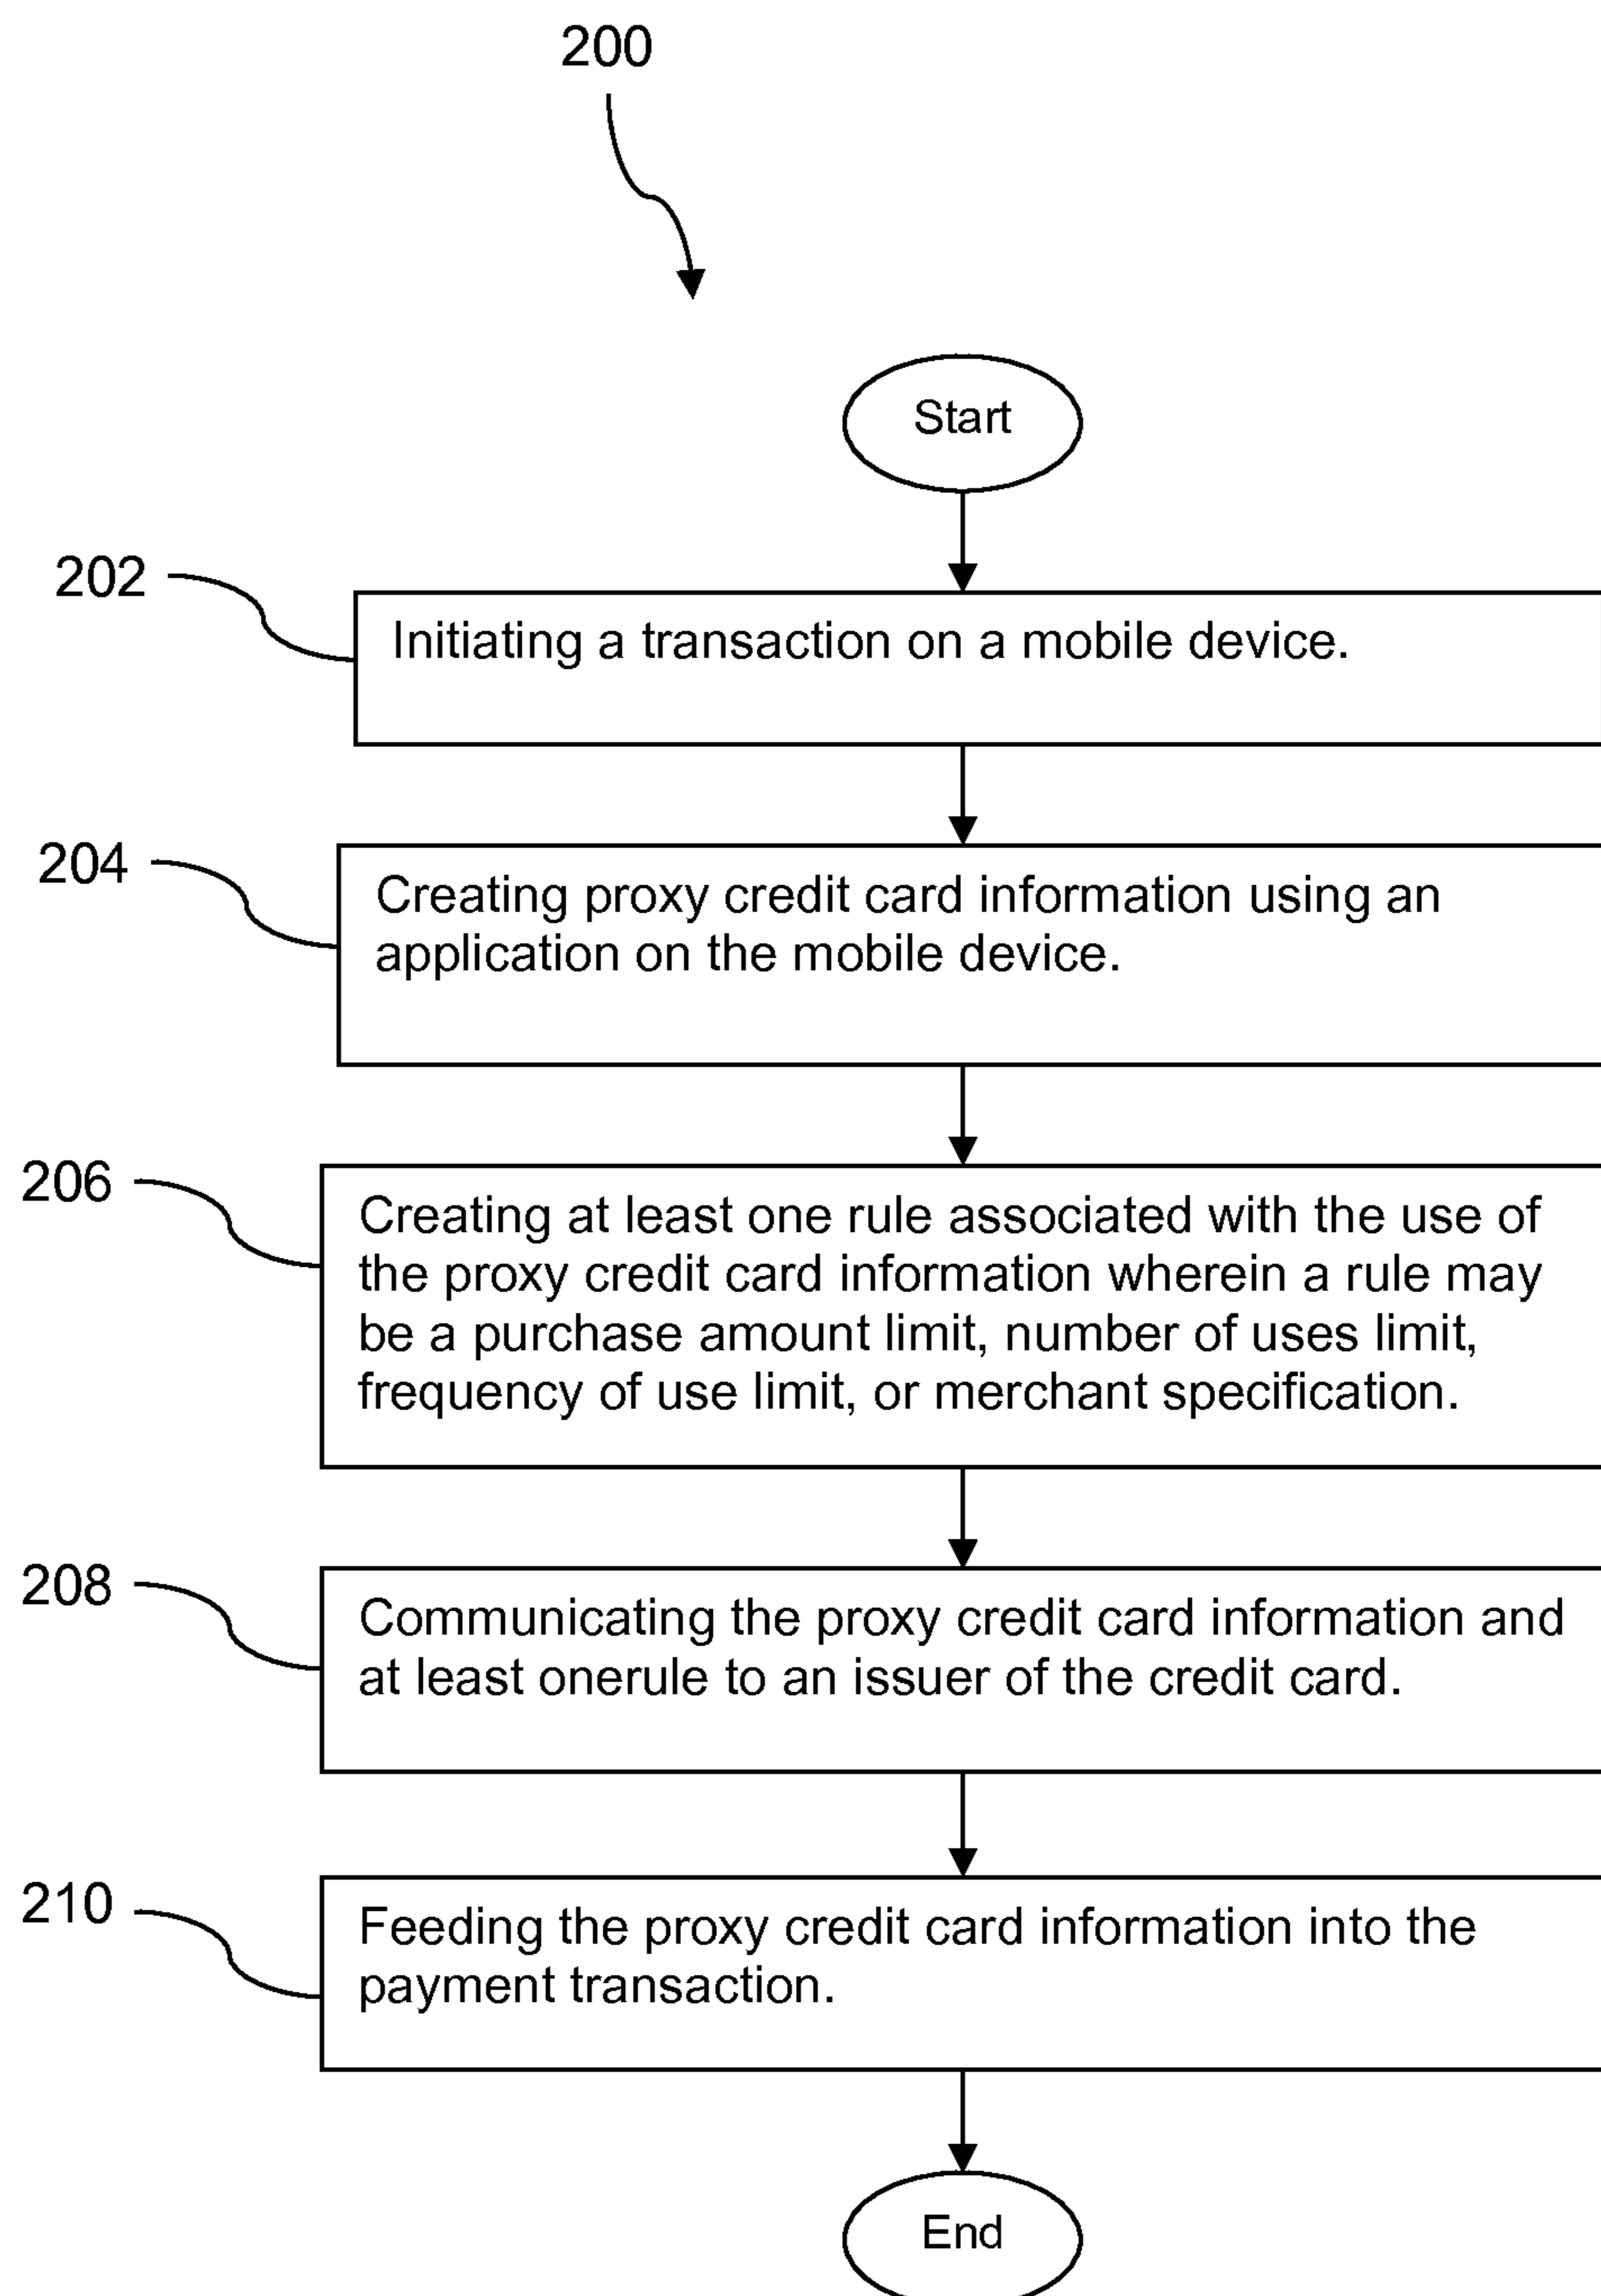 200
Start
202
Initiating a transaction on a mobile device.
204
Creating proxy credit card information using an
application on the mobile device.
206
Creating at least one rule associated with the use of
the proxy credit card information wherein a rule may
be a purchase amount limit, number of uses limit,
frequency of use limit, or merchant specification.
208
Communicating the proxy credit card information and
at least onerule to an issuer of the credit card.
210
Feeding the proxy credit card information into the
payment transaction.
End